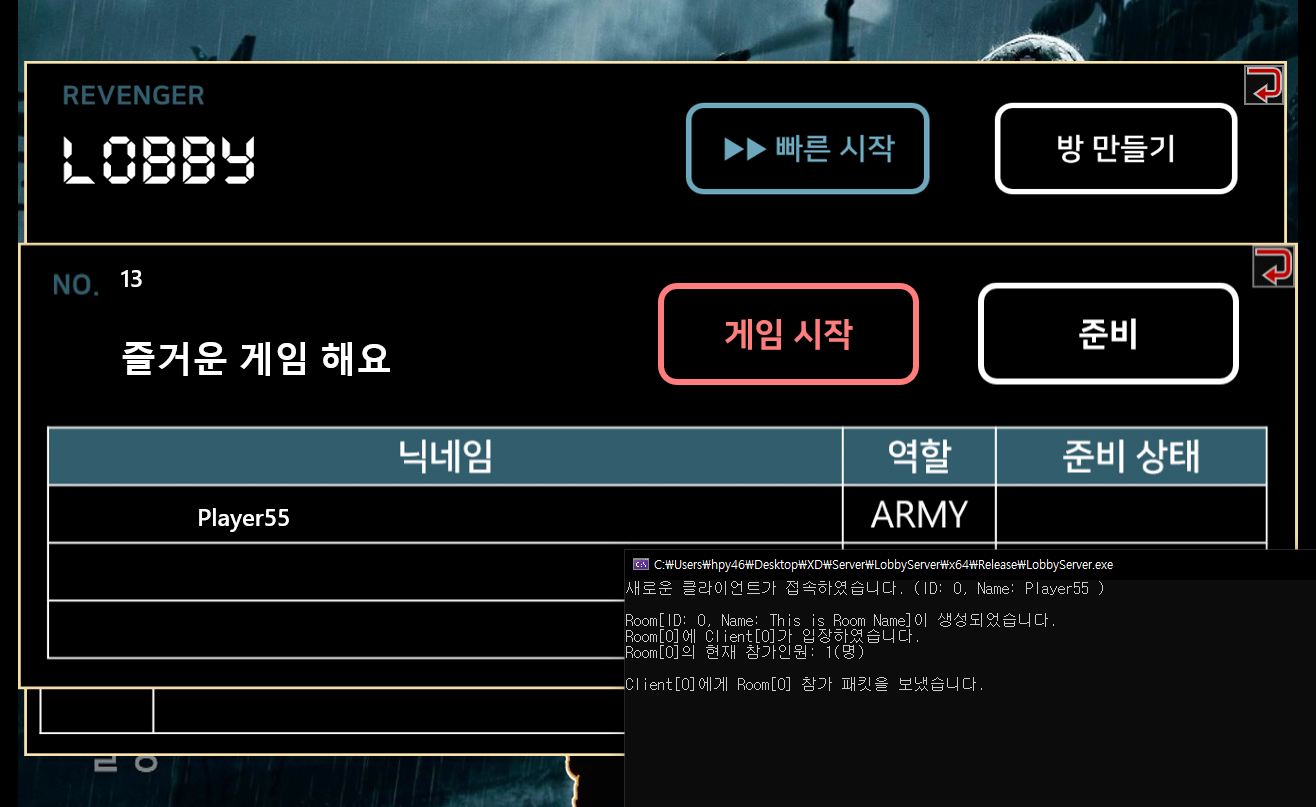 REVENGER
LOBBY
▶▶ 빠른 시작
방 만들기
NO. 13
게임 시작
준비
즐거운 게임 해요
닉네임 역할 준비 상태
Player55 ARMY
C:₩Users₩hpy46₩Desktop₩XD₩Server₩LobbyServer₩x64₩Release₩LobbyServer.exe
새로운 클라이언트가 접속하였습니다. (ID: 0, Name: Player55 )
Room[ID: 0, Name: This is Room Name]이 생성되었습니다.
Room[0]에 Client[0]가 입장하였습니다.
Room[0]의 현재 참가인원: 1(명)
Client[0]에게 Room[0] 참가 패킷을 보냈습니다.